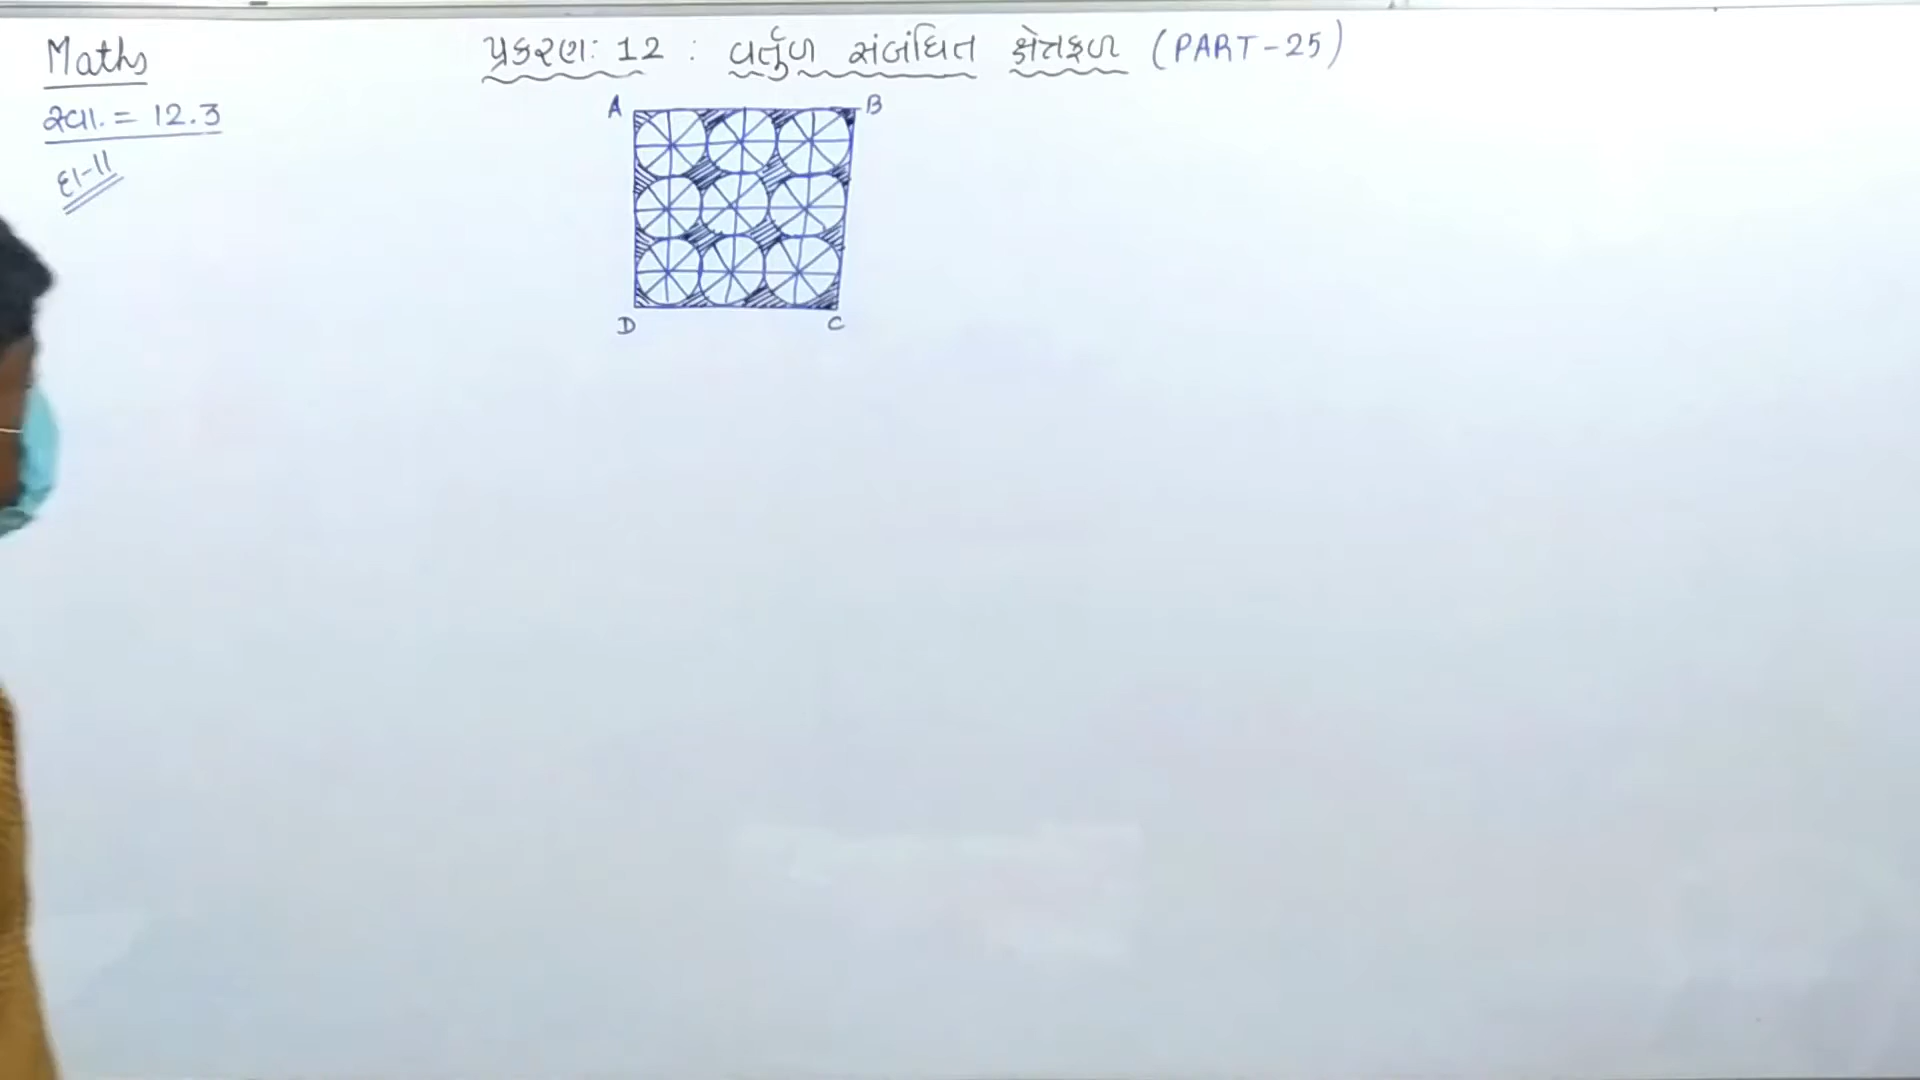 Maths
પ્રકરણ: 12 : વર્તુળ સંબંધિત ક્ષેત્રફળ (PART-25)
સ્વા. = 12.3
દા-11
A
B
D
C